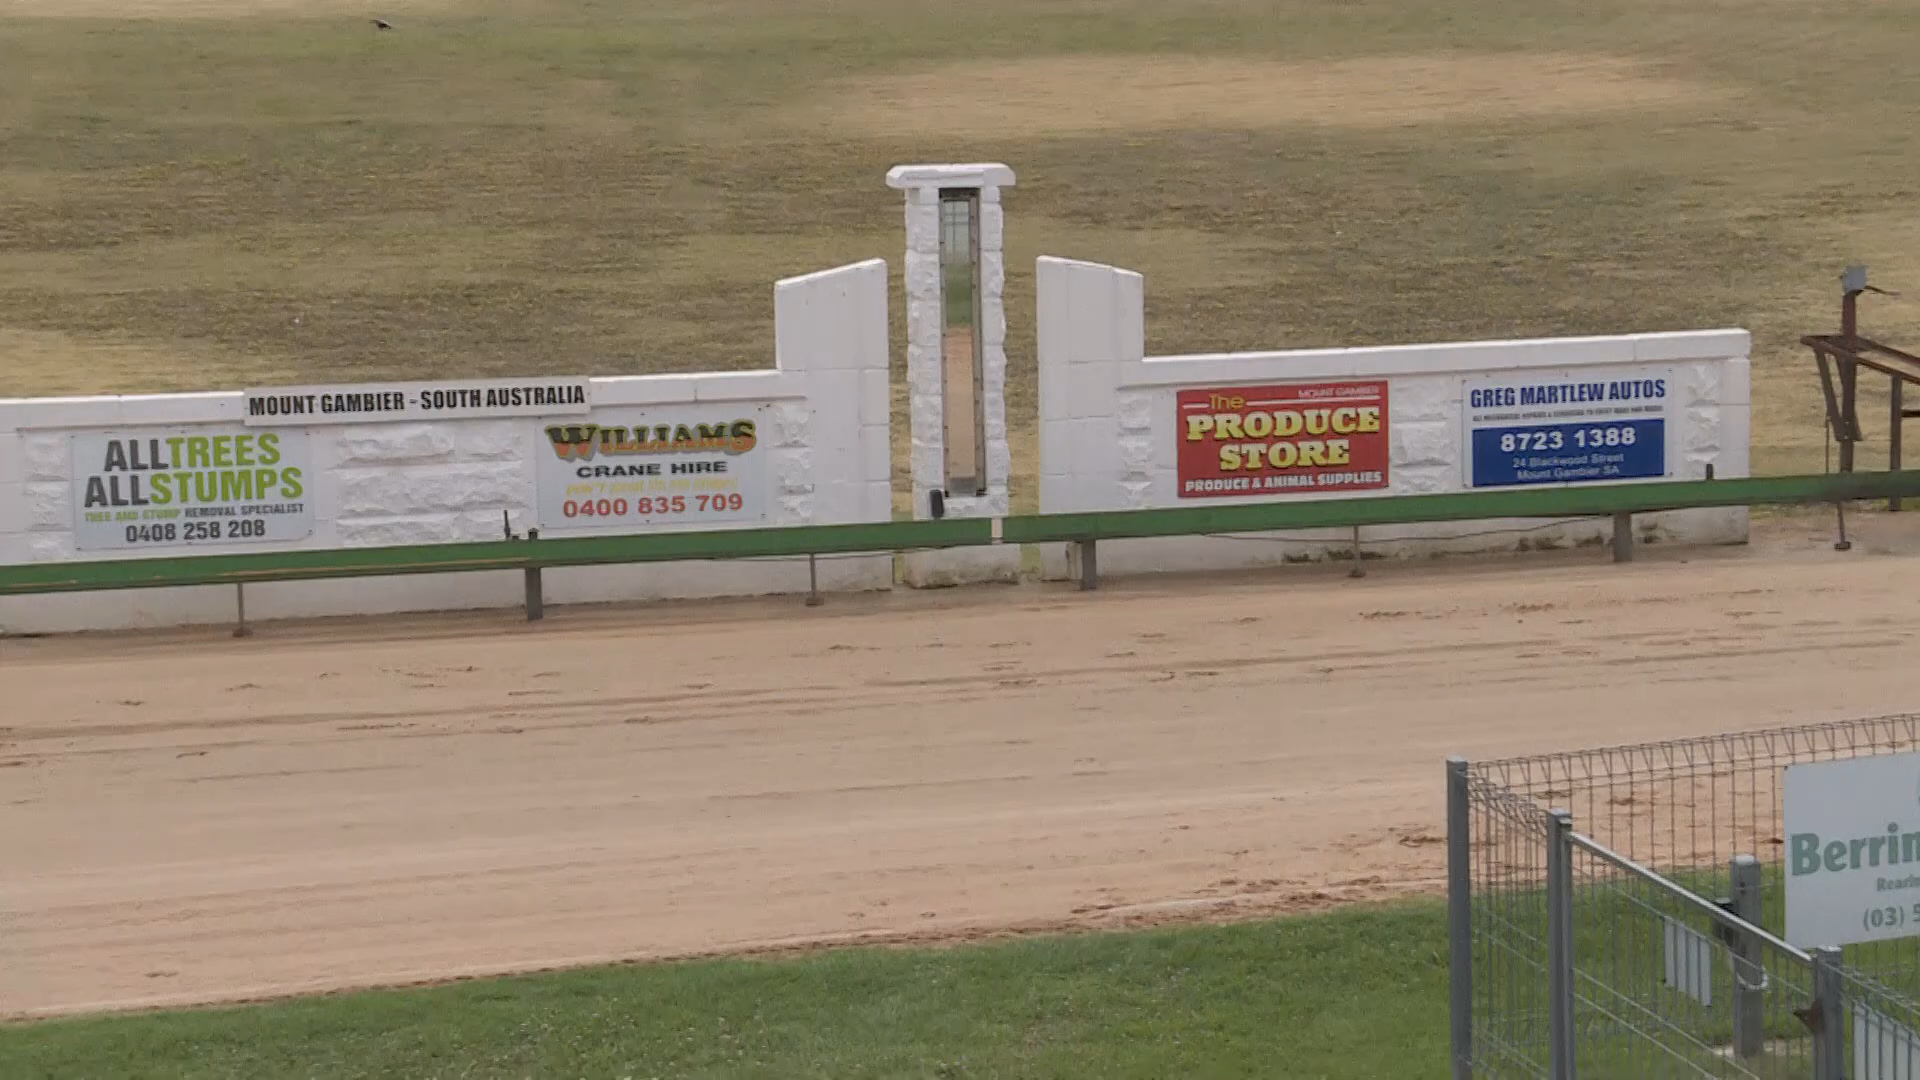 MOUNT GAMBIER - SOUTH AUSTRALIA
ALLTREES
ALLSTUMPS
TREE AND STUMP REMOVAL SPECIALIST
0408 258 208
WILLIAMS
CRANE HIRE
0400 835 709
MOUNT GAMBIER
The
PRODUCE
STORE
PRODUCE & ANIMAL SUPPLIES
GREG MARTLEW AUTOS
8723 1388
24 Blackwood Street
Mount Gambier SA
Berrin
Rearin
(03) 5